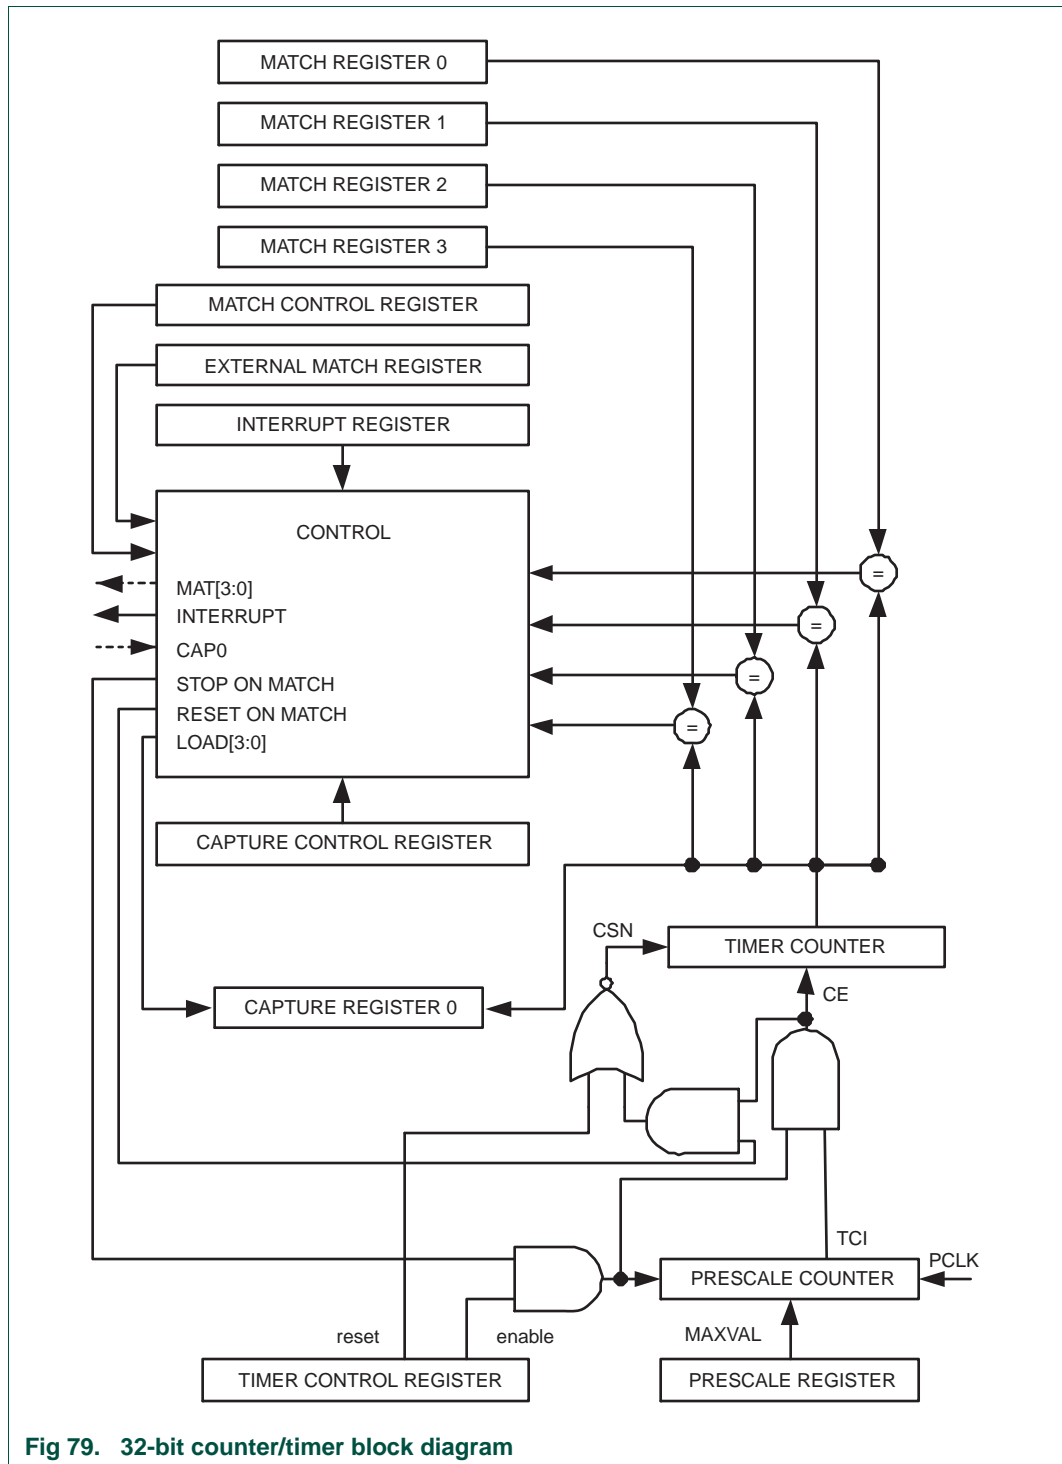 MATCH REGISTER 0
MATCH REGISTER 1
MATCH REGISTER 2
MATCH REGISTER 3
MATCH CONTROL REGISTER
EXTERNAL MATCH REGISTER
INTERRUPT REGISTER
CONTROL
=
=
=
=
MAT[3:0]
INTERRUPT
CAP0
STOP ON MATCH
RESET ON MATCH
LOAD[3:0]
CAPTURE CONTROL REGISTER
CSN
TIMER COUNTER
CE
CAPTURE REGISTER 0
TCI
PCLK
PRESCALE COUNTER
reset
enable
MAXVAL
TIMER CONTROL REGISTER
PRESCALE REGISTER
Fig 79. 32-bit counter/timer block diagram